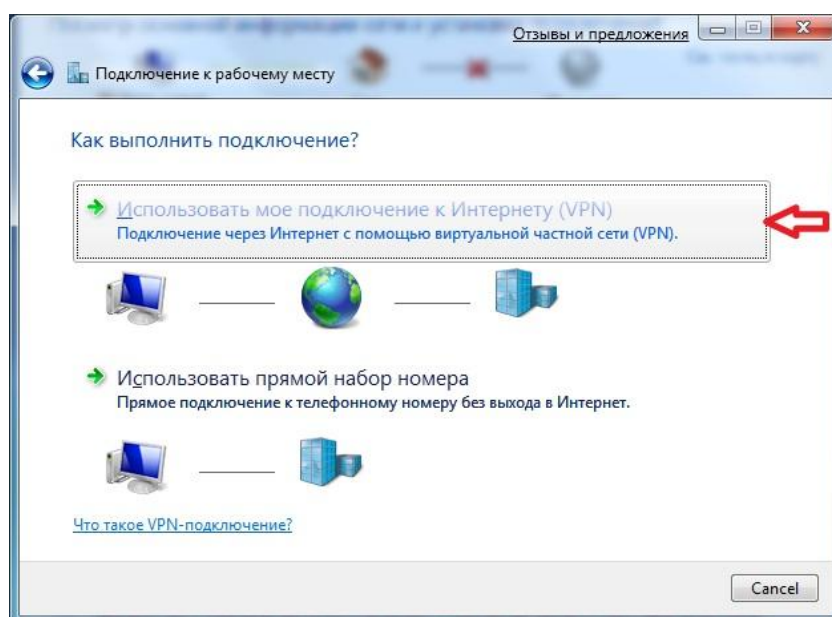 Отзывы и предложения
Подключение к рабочему месту
Как выполнить подключение?
Использовать мое подключение к Интернету (VPN)
Подключение через Интернет с помощью виртуальной частной сети (VPN).
Использовать прямой набор номера
Прямое подключение к телефонному номеру без выхода в Интернет.
Что такое VPN-подключение?
Cancel